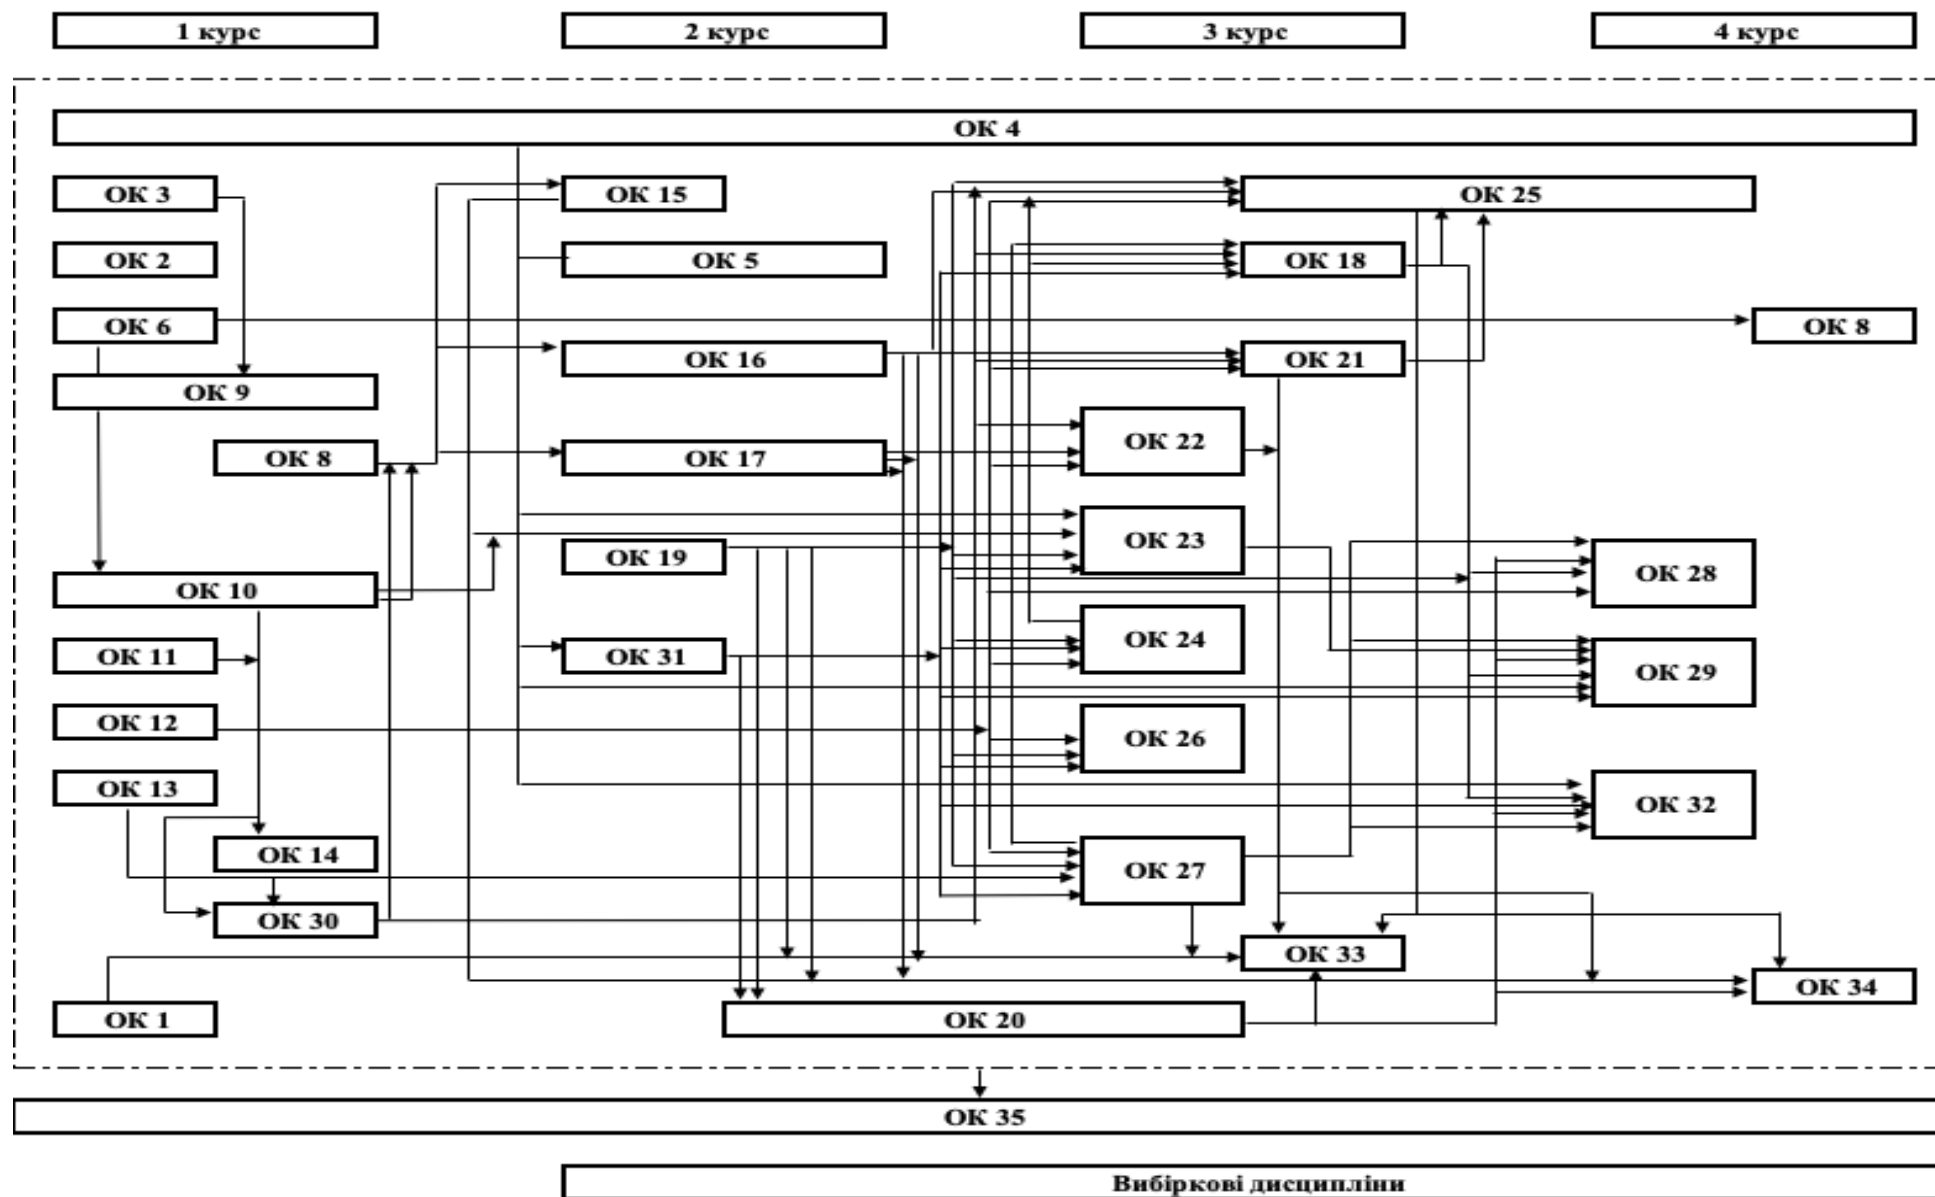 1 курс 2 курс 3 курс 4 курс
ОК 4
ОК 3 ОК 15 ОК 25
ОК 2 ОК 5 ОК 18
ОК 6 ОК 8
ОК 9 ОК 16 ОК 21
ОК 8 ОК 17 ОК 22
ОК 19 ОК 23 ОК 28
ОК 10
ОК 11 ОК 31 ОК 24 ОК 29
ОК 12 ОК 26
ОК 13 ОК 32
ОК 14 ОК 27
ОК 30 ОК 33
ОК 34
ОК 1 ОК 20
ОК 35
Вибіркові дисципліни